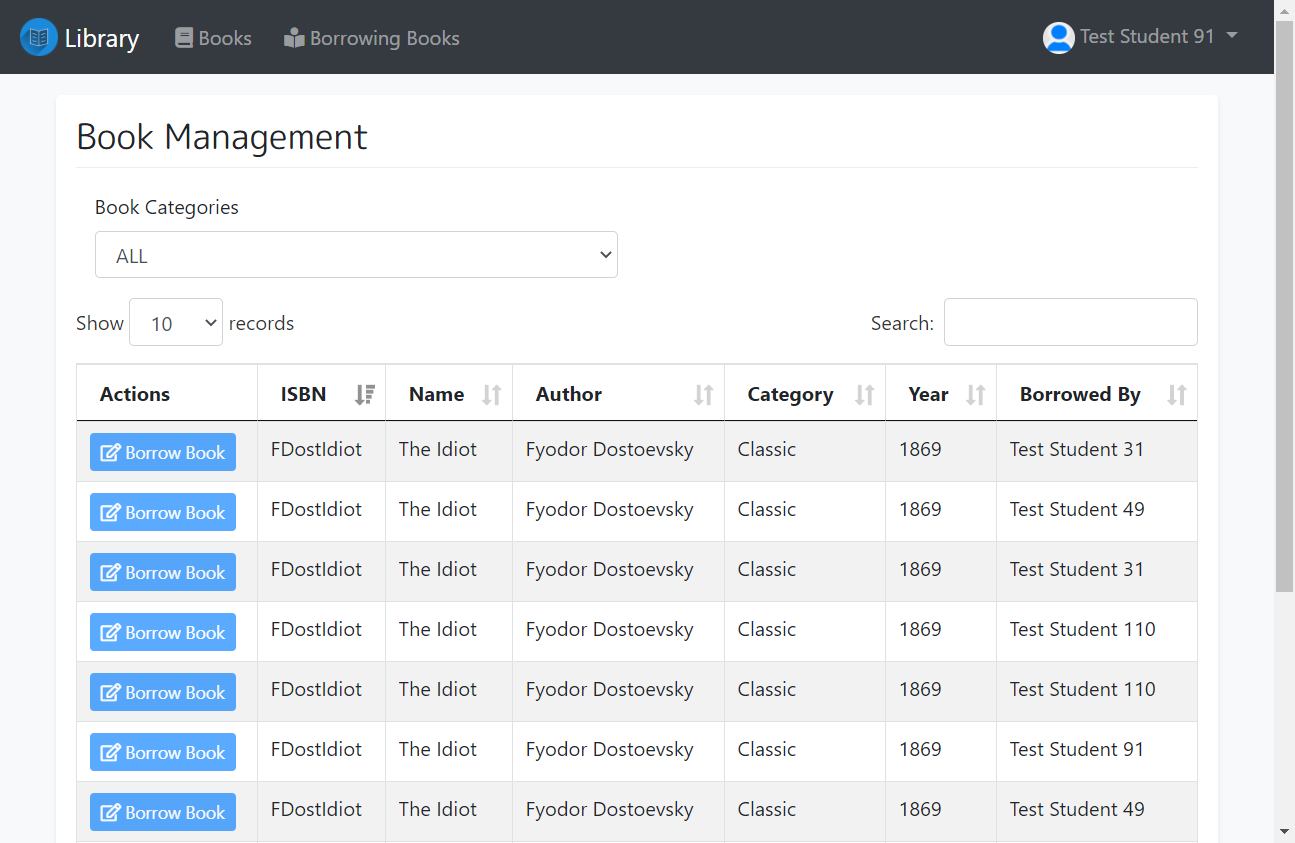 Library Books Borrowing Books Test Student 91
Book Management
Book Categories
ALL
Show 10 records Search:
Actions ISBN Name Author Category Year Borrowed By
Borrow Book FDostIdiot The Idiot Fyodor Dostoevsky Classic 1869 Test Student 31
Borrow Book FDostIdiot The Idiot Fyodor Dostoevsky Classic 1869 Test Student 49
Borrow Book FDostIdiot The Idiot Fyodor Dostoevsky Classic 1869 Test Student 31
Borrow Book FDostIdiot The Idiot Fyodor Dostoevsky Classic 1869 Test Student 110
Borrow Book FDostIdiot The Idiot Fyodor Dostoevsky Classic 1869 Test Student 110
Borrow Book FDostIdiot The Idiot Fyodor Dostoevsky Classic 1869 Test Student 91
Borrow Book FDostIdiot The Idiot Fyodor Dostoevsky Classic 1869 Test Student 49